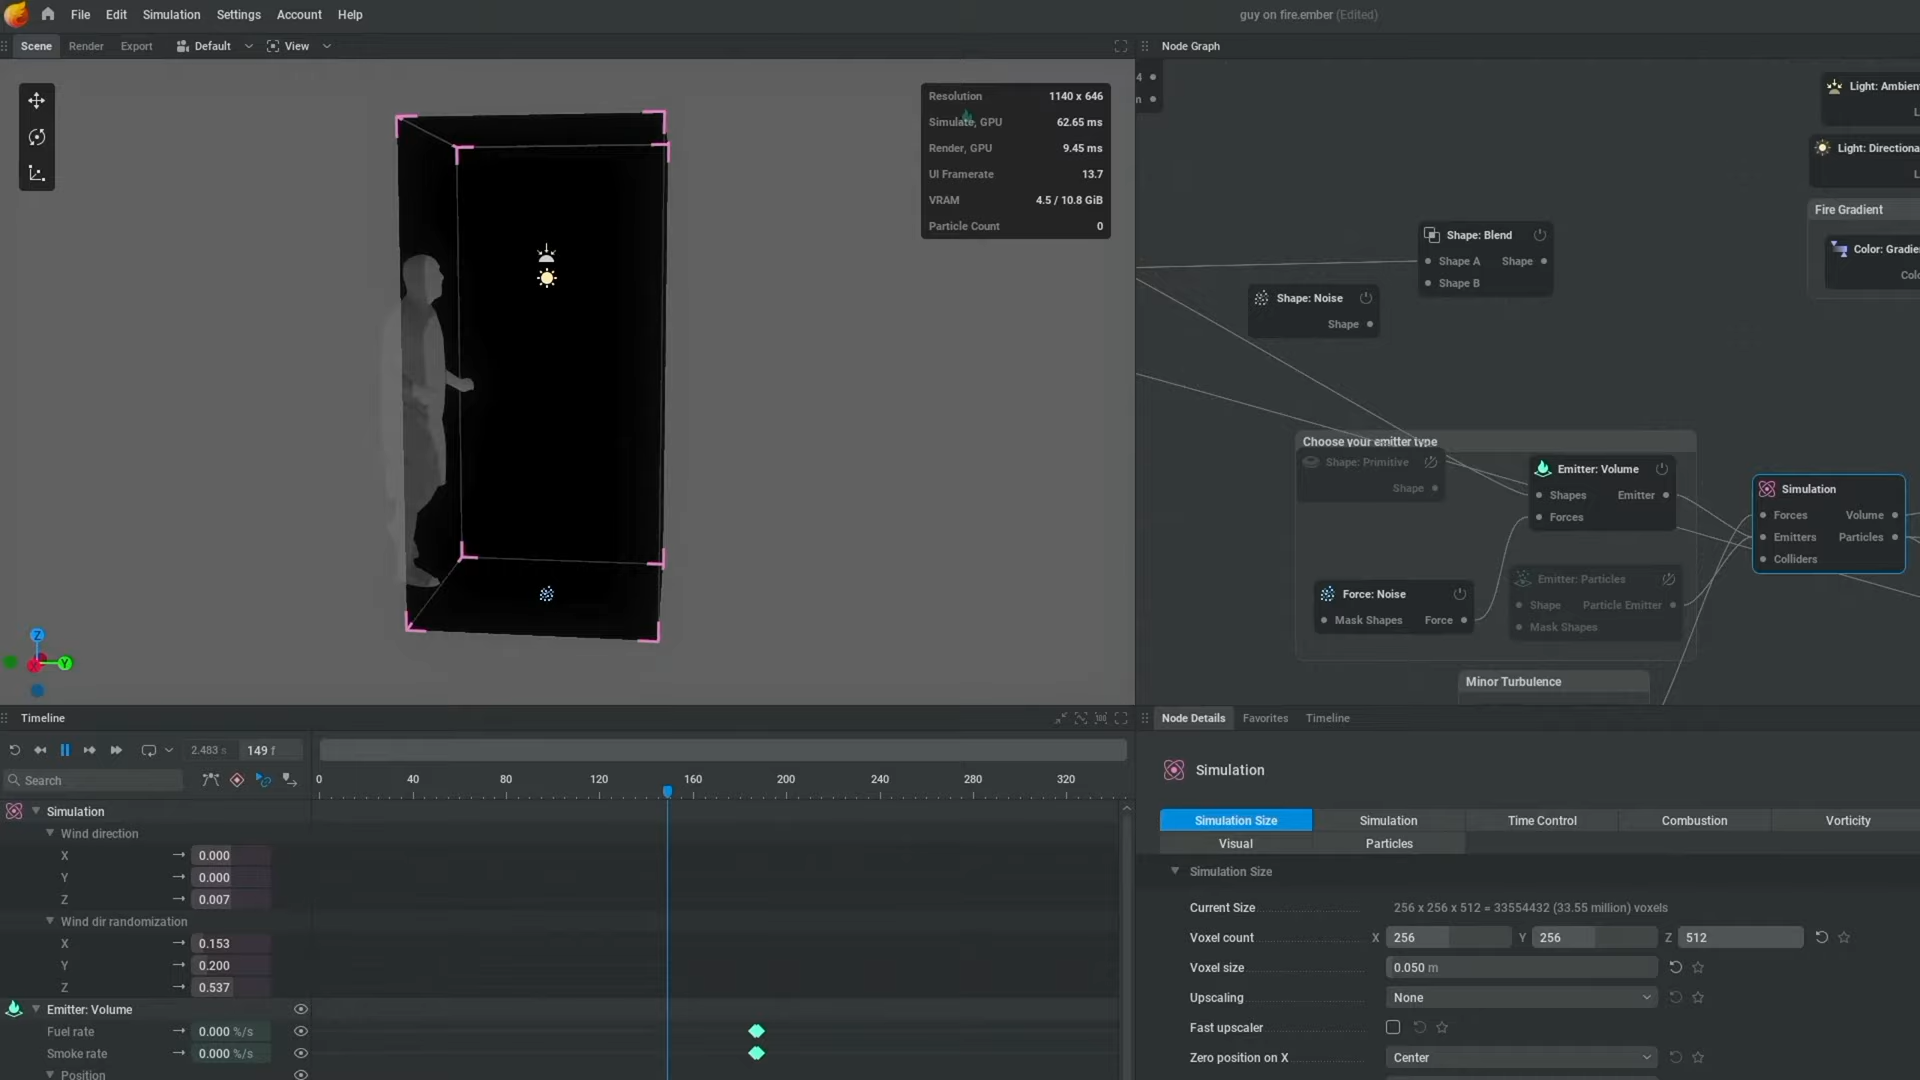 File Edit Simulation Settings Account Help
guy on fire.ember (Edited)
Scene Render Export Default View
Resolution 1140 x 646
Simulate, GPU 62.65 ms
Render, GPU 9.45 ms
UI Framerate 13.7
VRAM 4.5 / 10.8 GiB
Particle Count 0
Z
Y
X
Node Graph
4
n
Light: Ambien
L
Light: Directiona
L
Fire Gradient
Color: Gradie
Colo
Shape: Blend
Shape A Shape
Shape B
Shape: Noise
Shape
Choose your emitter type
Shape: Primitive
Shape
Emitter: Volume
Shapes Emitter
Forces
Force: Noise
Mask Shapes Force
Emitter: Particles
Shape Particle Emitter
Mask Shapes
Simulation
Forces Volume
Emitters Particles
Colliders
Minor Turbulence
Timeline
2.483 s 149 f
Search
0 40 80 120 160 200 240 280 320
Simulation
Wind direction
X 0.000
Y 0.000
Z 0.007
Wind dir randomization
X 0.153
Y 0.200
Z 0.537
Emitter: Volume
Fuel rate 0.000 %/s
Smoke rate 0.000 %/s
Position
Node Details Favorites Timeline
Simulation
Simulation Size Simulation Time Control Combustion Vorticity
Visual Particles
Simulation Size
Current Size 256 x 256 x 512 = 33554432 (33.55 million) voxels
Voxel count X 256 Y 256 Z 512
Voxel size 0.050 m
Upscaling None
Fast upscaler
Zero position on X Center